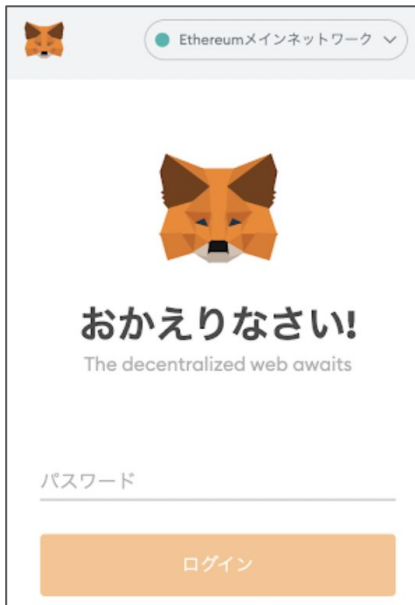 Ethereumメインネットワーク
おかえりなさい!
The decentralized web awaits
パスワード
ログイン